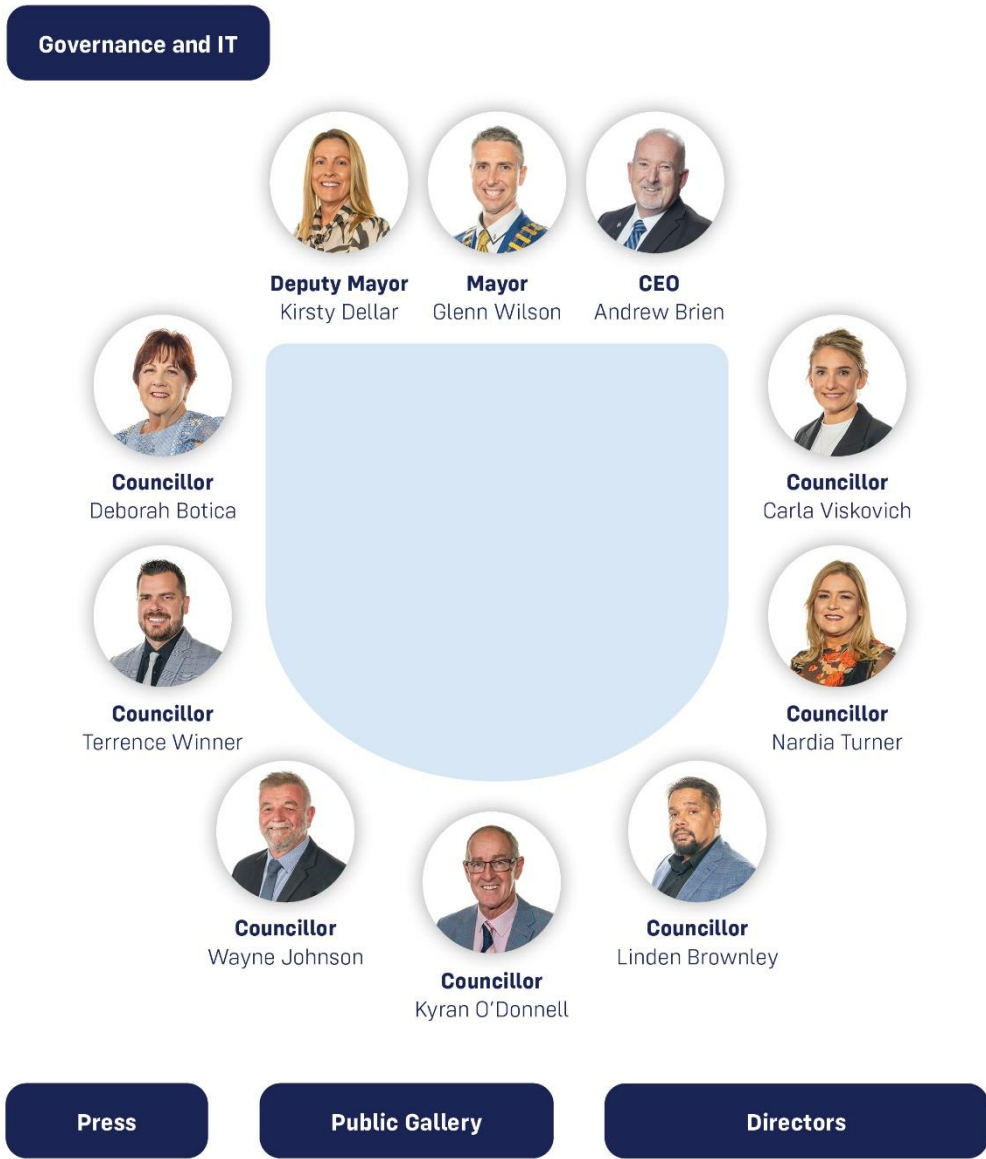 Governance and IT
Deputy Mayor
Kirsty Dellar
Mayor
Glenn Wilson
CEO
Andrew Brien
Councillor
Deborah Botica
Councillor
Carla Viskovich
Councillor
Terrence Winner
Councillor
Nardia Turner
Councillor
Wayne Johnson
Councillor
Kyran O’Donnell
Councillor
Linden Brownley
Press
Public Gallery
Directors